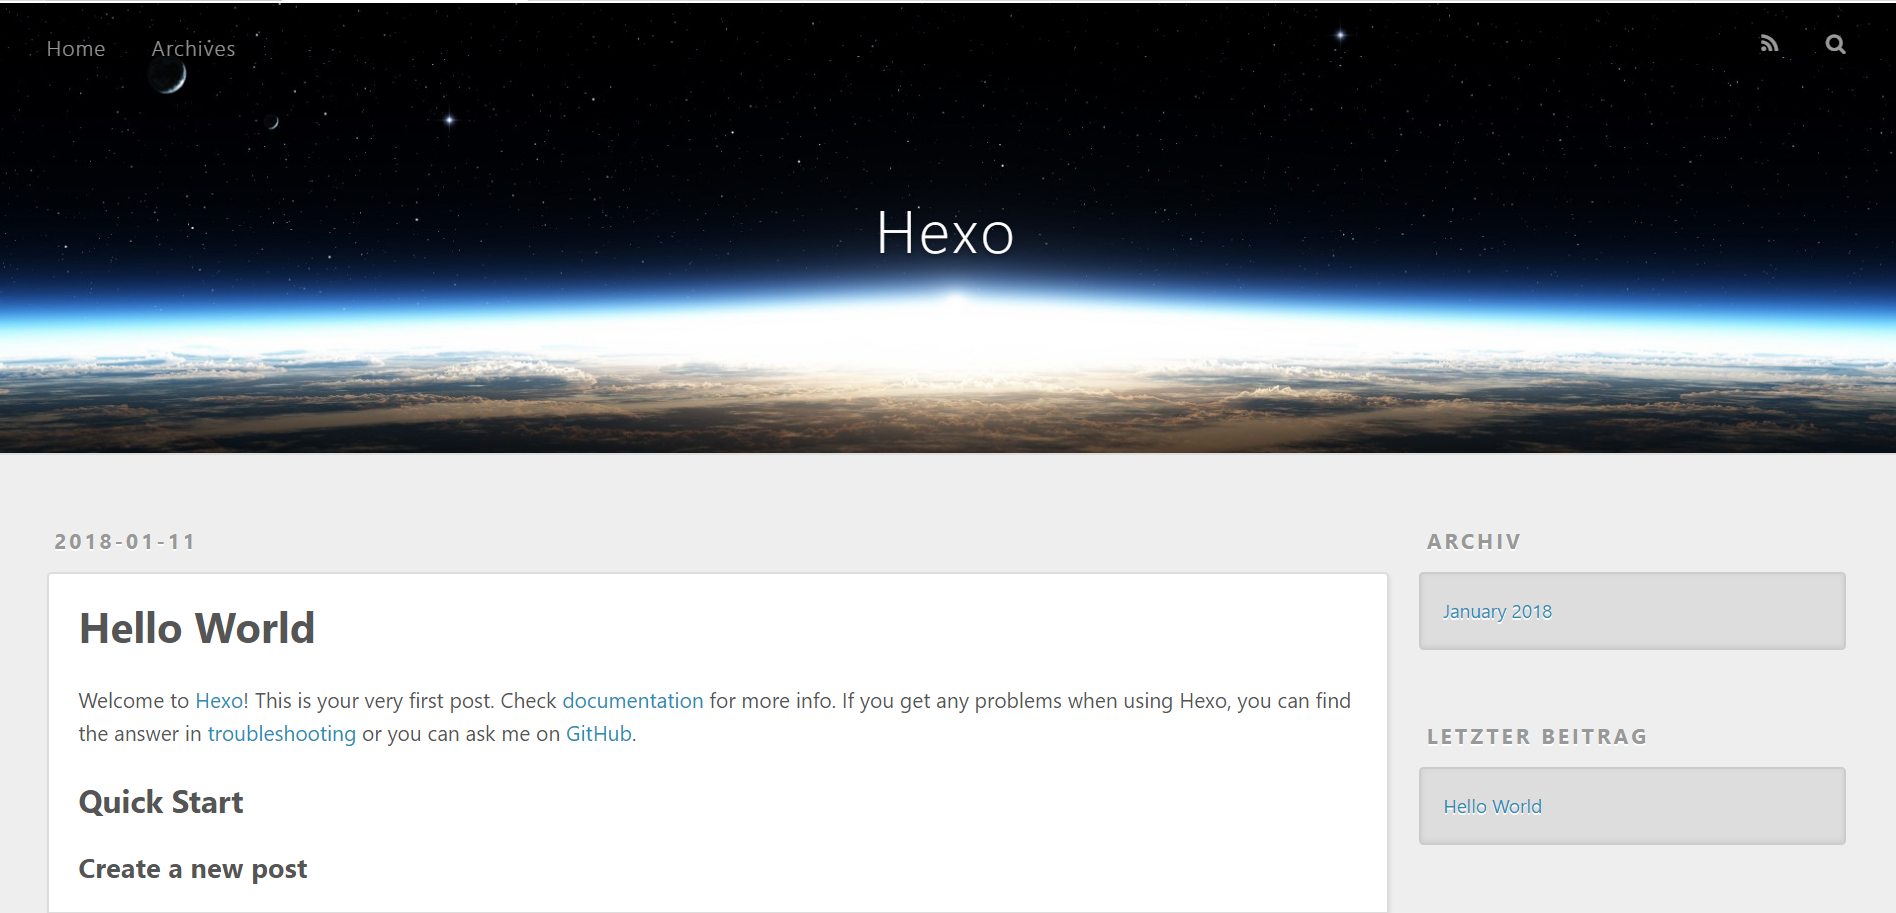 Home Archives
Hexo
2018-01-11
Hello World
Welcome to Hexo! This is your very first post. Check documentation for more info. If you get any problems when using Hexo, you can find
the answer in troubleshooting or you can ask me on GitHub.
Quick Start
Create a new post
ARCHIV
January 2018
LETZTER BEITRAG
Hello World